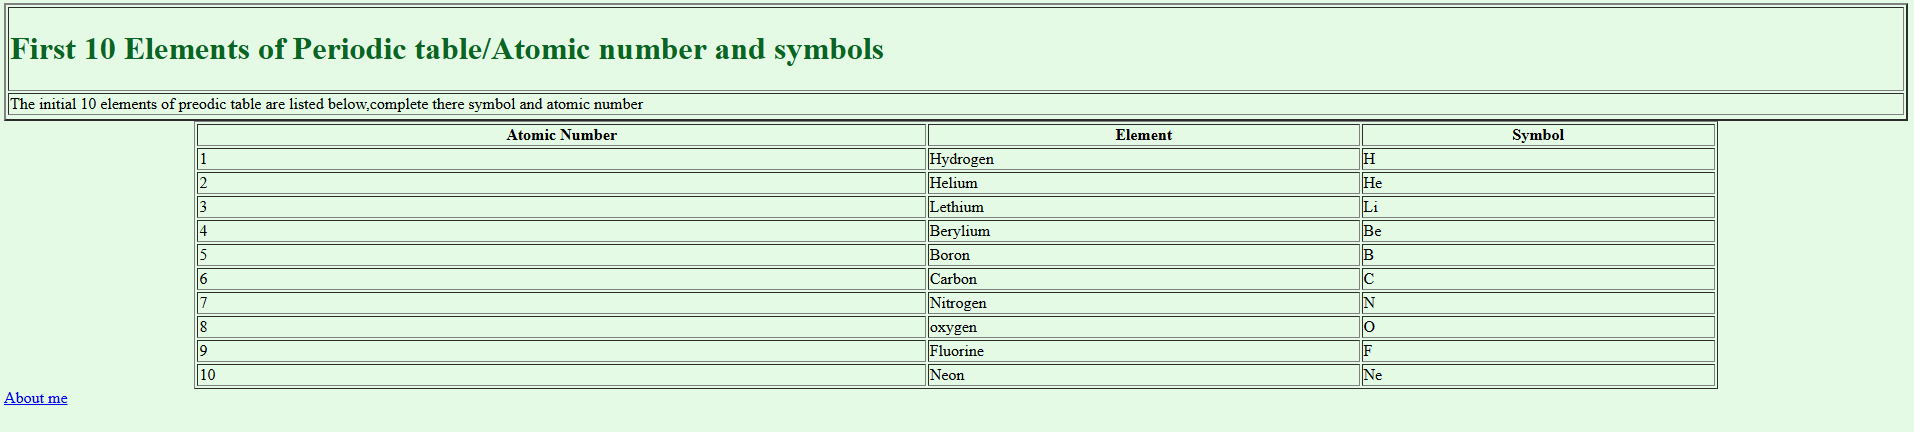 First 10 Elements of Periodic table/Atomic number and symbols
The initial 10 elements of preodic table are listed below,complete there symbol and atomic number
Atomic Number Element Symbol
1 Hydrogen H
2 Helium He
3 Lethium Li
4 Berylium Be
5 Boron B
6 Carbon C
7 Nitrogen N
8 oxygen O
9 Fluorine F
10 Neon Ne
About me